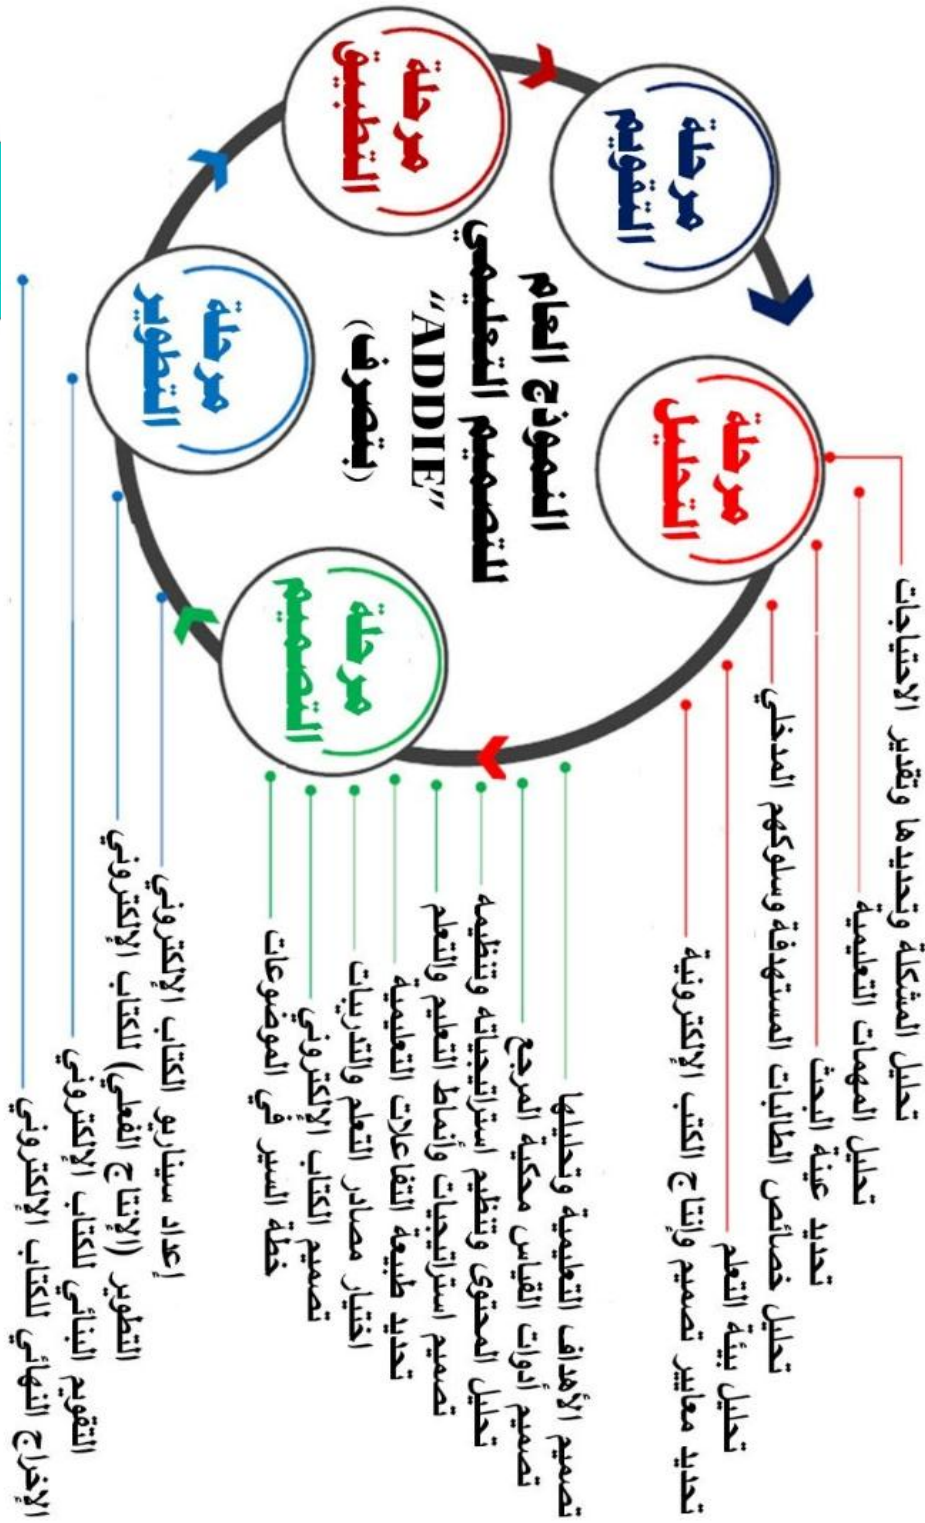 النموذج العام
للتصميم التعليمي
“ADDIE”
(بتصرف)
مرحلة
التحليل
تحليل المشكلة وتحديدها وتقدير الاحتياجات
تحليل المهمات التعليمية
تحديد عينة البحث
تحليل خصائص الطالبات المستهدفة وسلوكهم المدخلي
تحليل بيئة التعلم
تحديد معايير تصميم وإنتاج الكتب الإلكترونية
مرحلة
التصميم
تصميم الأهداف التعليمية وتحليلها
تصميم أدوات القياس محكية المرجع
تحليل المحتوى وتنظيم استراتيجياته وتنظيمه
تصميم استراتيجيات وأنماط التعليم والتعلم
تحديد طبيعة التفاعلات التعليمية
اختيار مصادر التعلم والتدريبات
تصميم الكتاب الإلكتروني
خطة السير في الموضوعات
مرحلة
التطوير
إعداد سيناريو الكتاب الإلكتروني
التطوير (الإنتاج الفعلي) للكتاب الإلكتروني
التقويم البنائي للكتاب الإلكتروني
الإخراج النهائي للكتاب الإلكتروني
مرحلة
التطبيق
مرحلة
التقويم